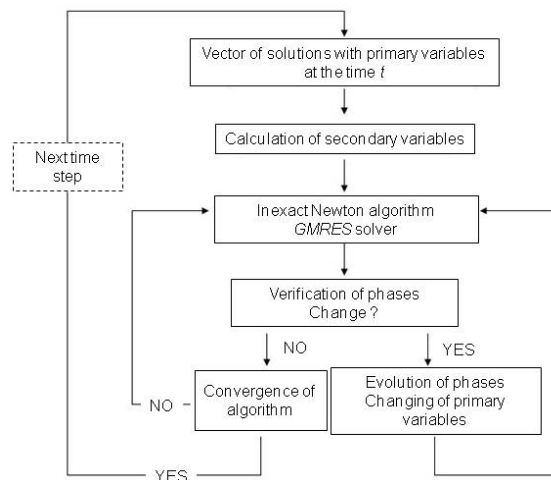 Vector of solutions with primary variables
at the time t
Calculation of secondary variables
Next time
step
Inexact Newton algorithm
GMRES solver
Verification of phases
Change ?
NO
YES
NO
Convergence of
algorithm
Evolution of phases
Changing of primary
variables
YES